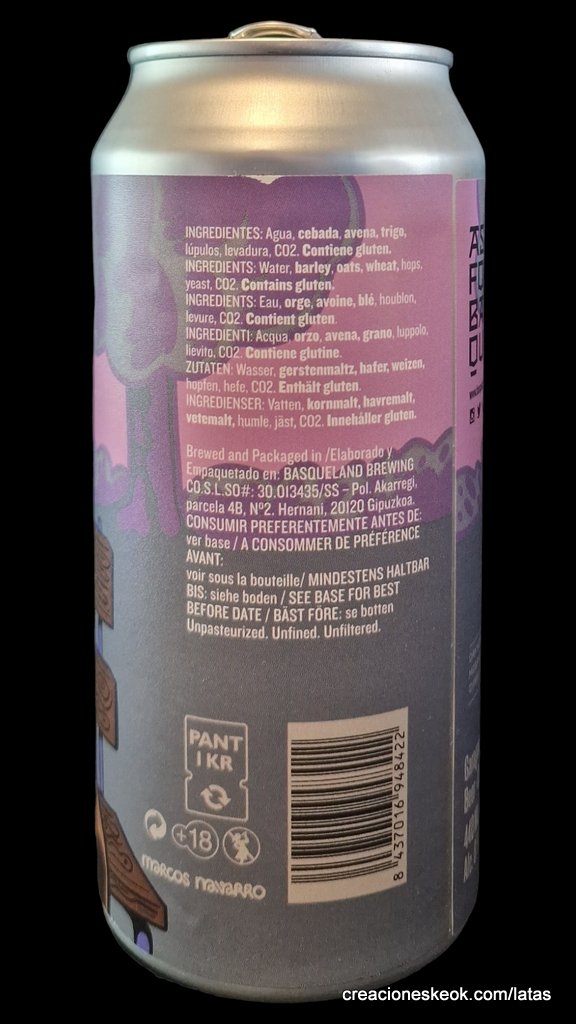 INGREDIENTES: Agua, cebada, avena, trigo,
lúpulos, levadura, CO2. Contiene gluten.
INGREDIENTS: Water, barley, oats, wheat, hops,
yeast, CO2. Contains gluten.
INGREDIENTS: Eau, orge, avoine, blé, houblon,
levure, CO2. Contient gluten.
INGREDIENTI: Acqua, orzo, avena, grano, luppolo,
lievito, CO2. Contiene glutine.
ZUTATEN: Wasser, gerstenmaltz, hafer, weizen,
hopfen, hefe, CO2. Enthält gluten.
INGREDIENSER: Vatten, kornmalt, havremalt,
vetemalt, humle, jäst, CO2. Innehåller gluten.
Brewed and Packaged in /Elaborado y
Empaquetado en: BASQUELAND BREWING
CO.S.L.SO#: 30.013435/SS – Pol. Akarregi,
parcela 4B, Nº2. Hernani, 20120 Gipuzkoa.
CONSUMIR PREFERENTEMENTE ANTES DE:
ver base / A CONSOMMER DE PRÉFÉRENCE
AVANT:
voir sous la bouteille/ MINDESTENS HALTBAR
BIS: siehe boden / SEE BASE FOR BEST
BEFORE DATE / BÄST FÖRE: se botten
Unpasteurized. Unfined. Unfiltered.
PANT
1 KR
+18
marcos navarro
8 437016 948422
creacioneskeok.com/latas